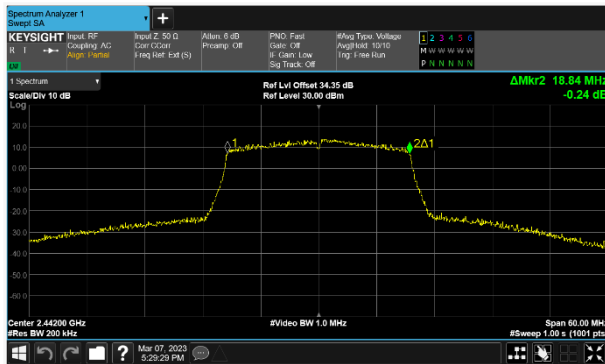 Spectrum Analyzer 1
Swept SA
KEYSIGHT
R T
Input: RF
Coupling: AC
Align: Partial
Input Z: 50 Ω
Corr CCorr
Freq Ref: Ext (S)
Atten: 6 dB
Preamp: Off
PNO: Fast
Gate: Off
IF Gain: Low
Sig Track: Off
#Avg Type: Voltage
Avg|Hold: 10/10
Trig: Free Run
1 2 3 4 5 6
M W W W W W
P N N N N N
1 Spectrum
Scale/Div 10 dB
Ref Lvl Offset 34.35 dB
Ref Level 30.00 dBm
ΔMkr2 18.84 MHz
-0.24 dB
Log
20.0
10.0
0.00
-10.0
-20.0
-30.0
-40.0
-50.0
-60.0
1
2Δ1
Center 2.44200 GHz
#Video BW 1.0 MHz
Span 60.00 MHz
#Res BW 200 kHz
#Sweep 1.00 s (1001 pts
Mar 07, 2023
5:29:29 PM